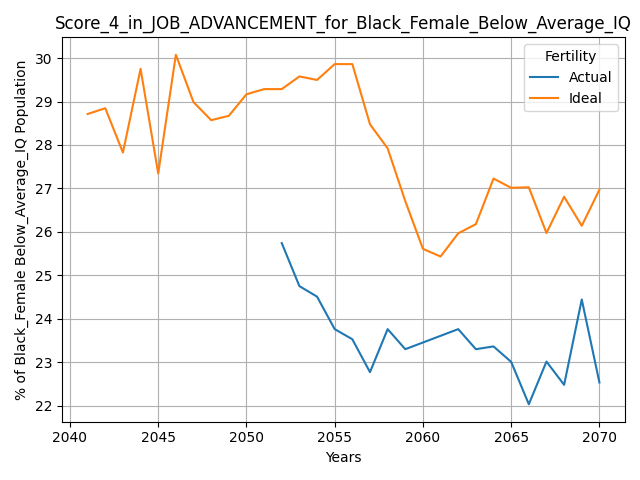 Score_4_in_JOB_ADVANCEMENT_for_Black_Female_Below_Average_IQ
% of Black_Female Below_Average_IQ Population
30
29
28
27
26
25
24
23
22
Fertility
Actual
Ideal
2040 2045 2050 2055 2060 2065 2070
Years